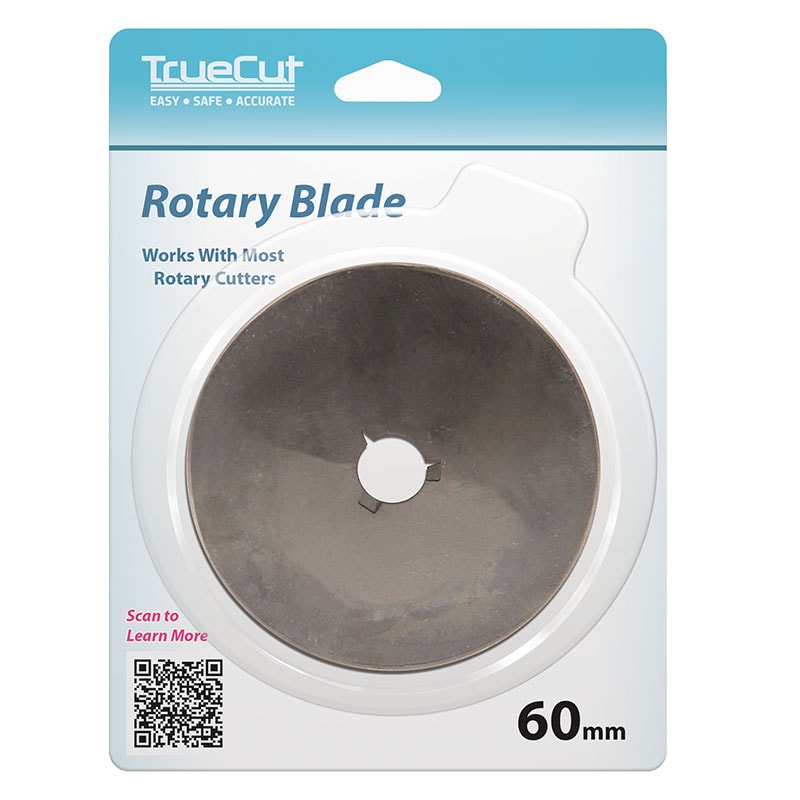 TrueCut
EASY • SAFE • ACCURATE
Rotary Blade
Works With Most
Rotary Cutters
Scan to
Learn More
60mm